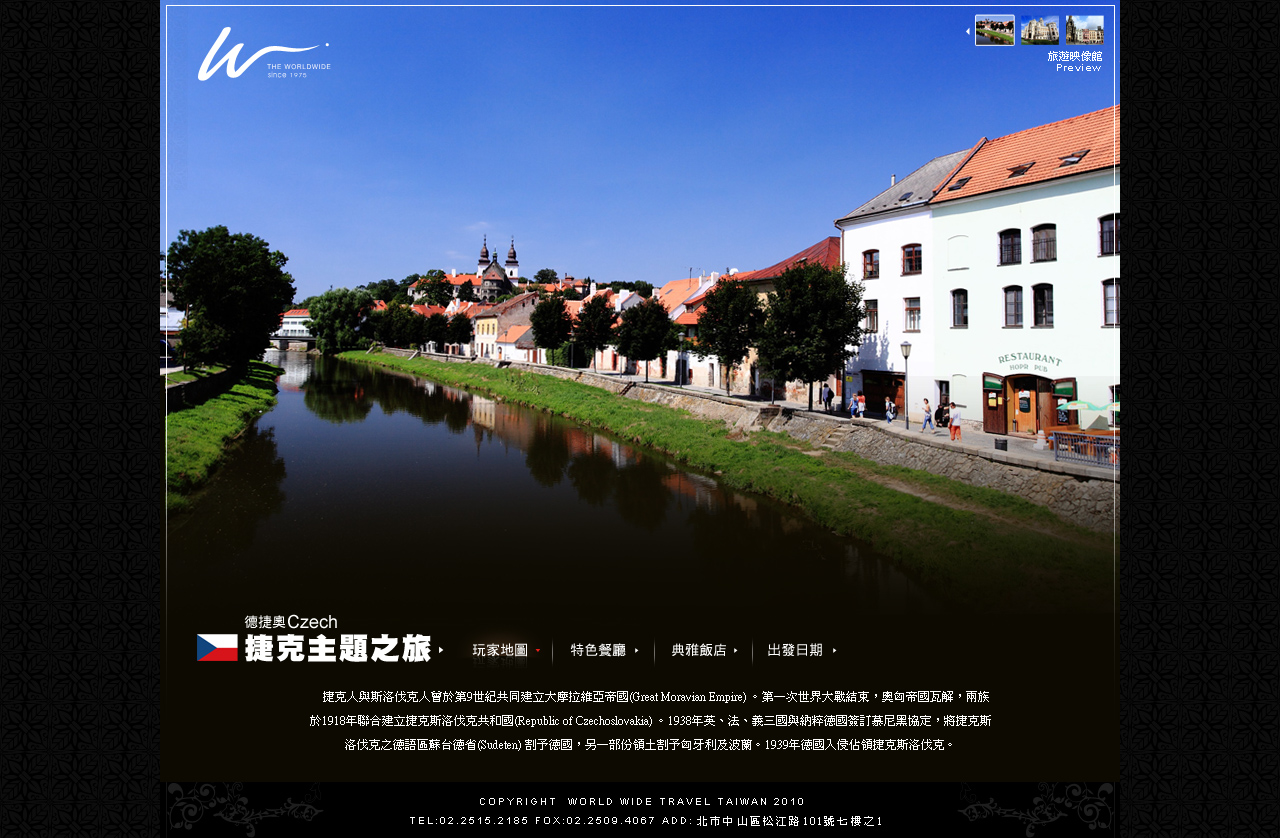 THE WORLDWIDE
since 1975
旅遊映像館
Preview
RESTAURANT
HOPR PUB
德捷奧Czech
捷克主題之旅
玩家地圖
特色餐廳
典雅飯店
出發日期
捷克人與斯洛伐克人曾於第9世紀共同建立大摩拉維亞帝國(Great Moravian Empire) 。第一次世界大戰結束，奧匈帝國瓦解，兩族
於1918年聯合建立捷克斯洛伐克共和國(Republic of Czechoslovakia) 。1938年英、法、義三國與納粹德國簽訂慕尼黑協定，將捷克斯
洛伐克之德語區蘇台德省(Sudeten) 割予德國，另一部份領土割予匈牙利及波蘭。1939年德國入侵佔領捷克斯洛伐克。
COPYRIGHT WORLD WIDE TRAVEL TAIWAN 2010
TEL:02.2515.2185 FOX:02.2509.4067 ADD: 北市中山區松江路101號七樓之1